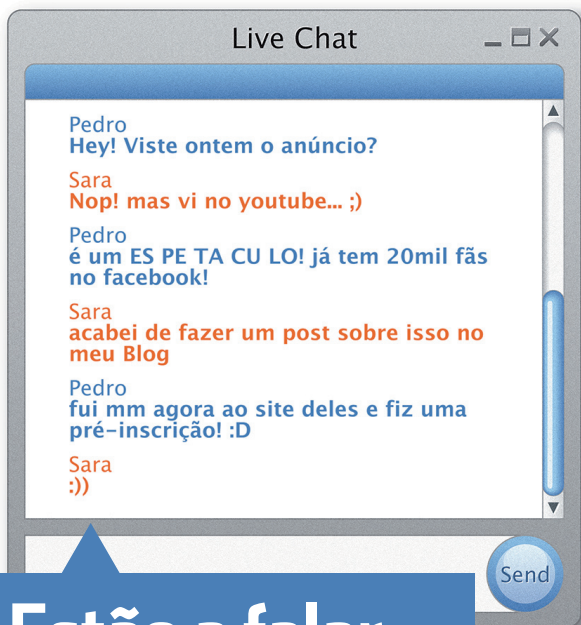 Live Chat
Pedro
Hey! Viste ontem o anúncio?
Sara
Nop! mas vi no youtube... ;)
Pedro
é um ES PE TA CU LO! já tem 20mil fãs
no facebook!
Sara
acabei de fazer um post sobre isso no
meu Blog
Pedro
fui mm agora ao site deles e fiz uma
pré-inscrição! :D
Sara
:))
Send
Estão a falar